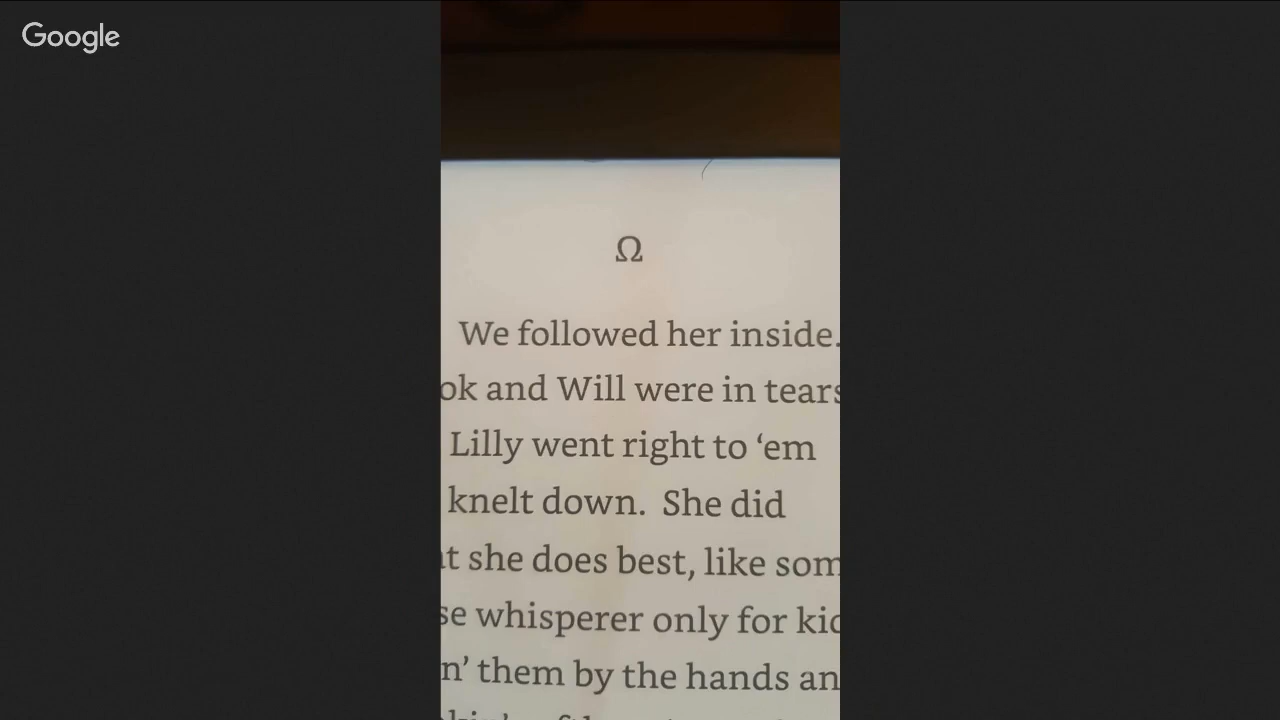 Google
Ω
We followed her inside.
ok and Will were in tears
Lilly went right to ‘em
knelt down.  She did
she does best, like som
se whisperer only for kid
n’ them by the hands an